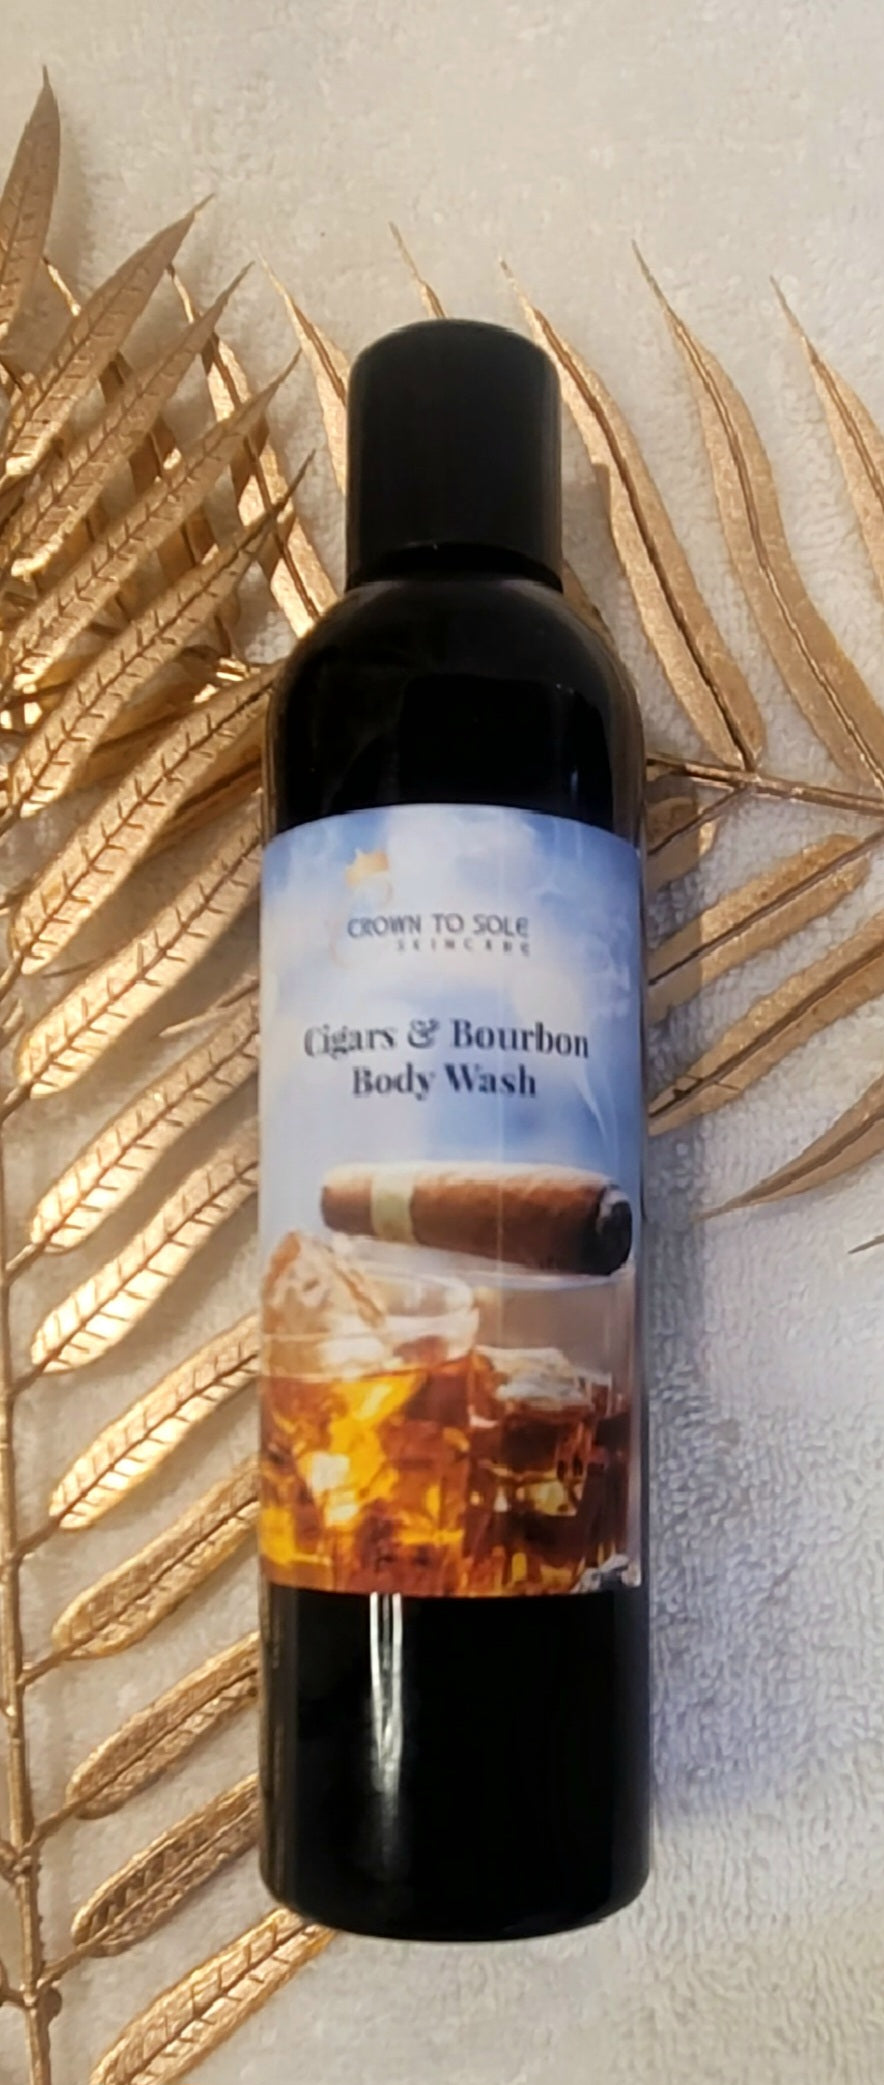 CROWN TO SOLE
SKINCARE
Cigars & Bourbon
Body Wash